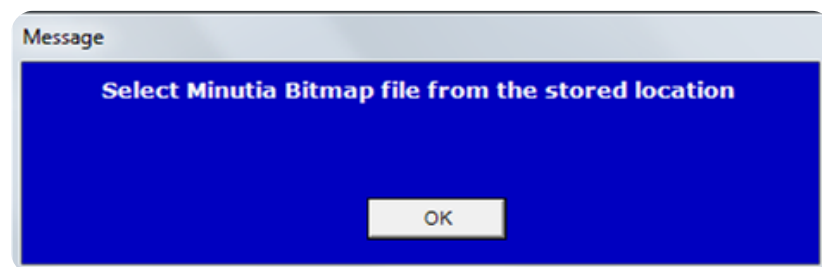 Message
Select Minutia Bitmap file from the stored location
OK